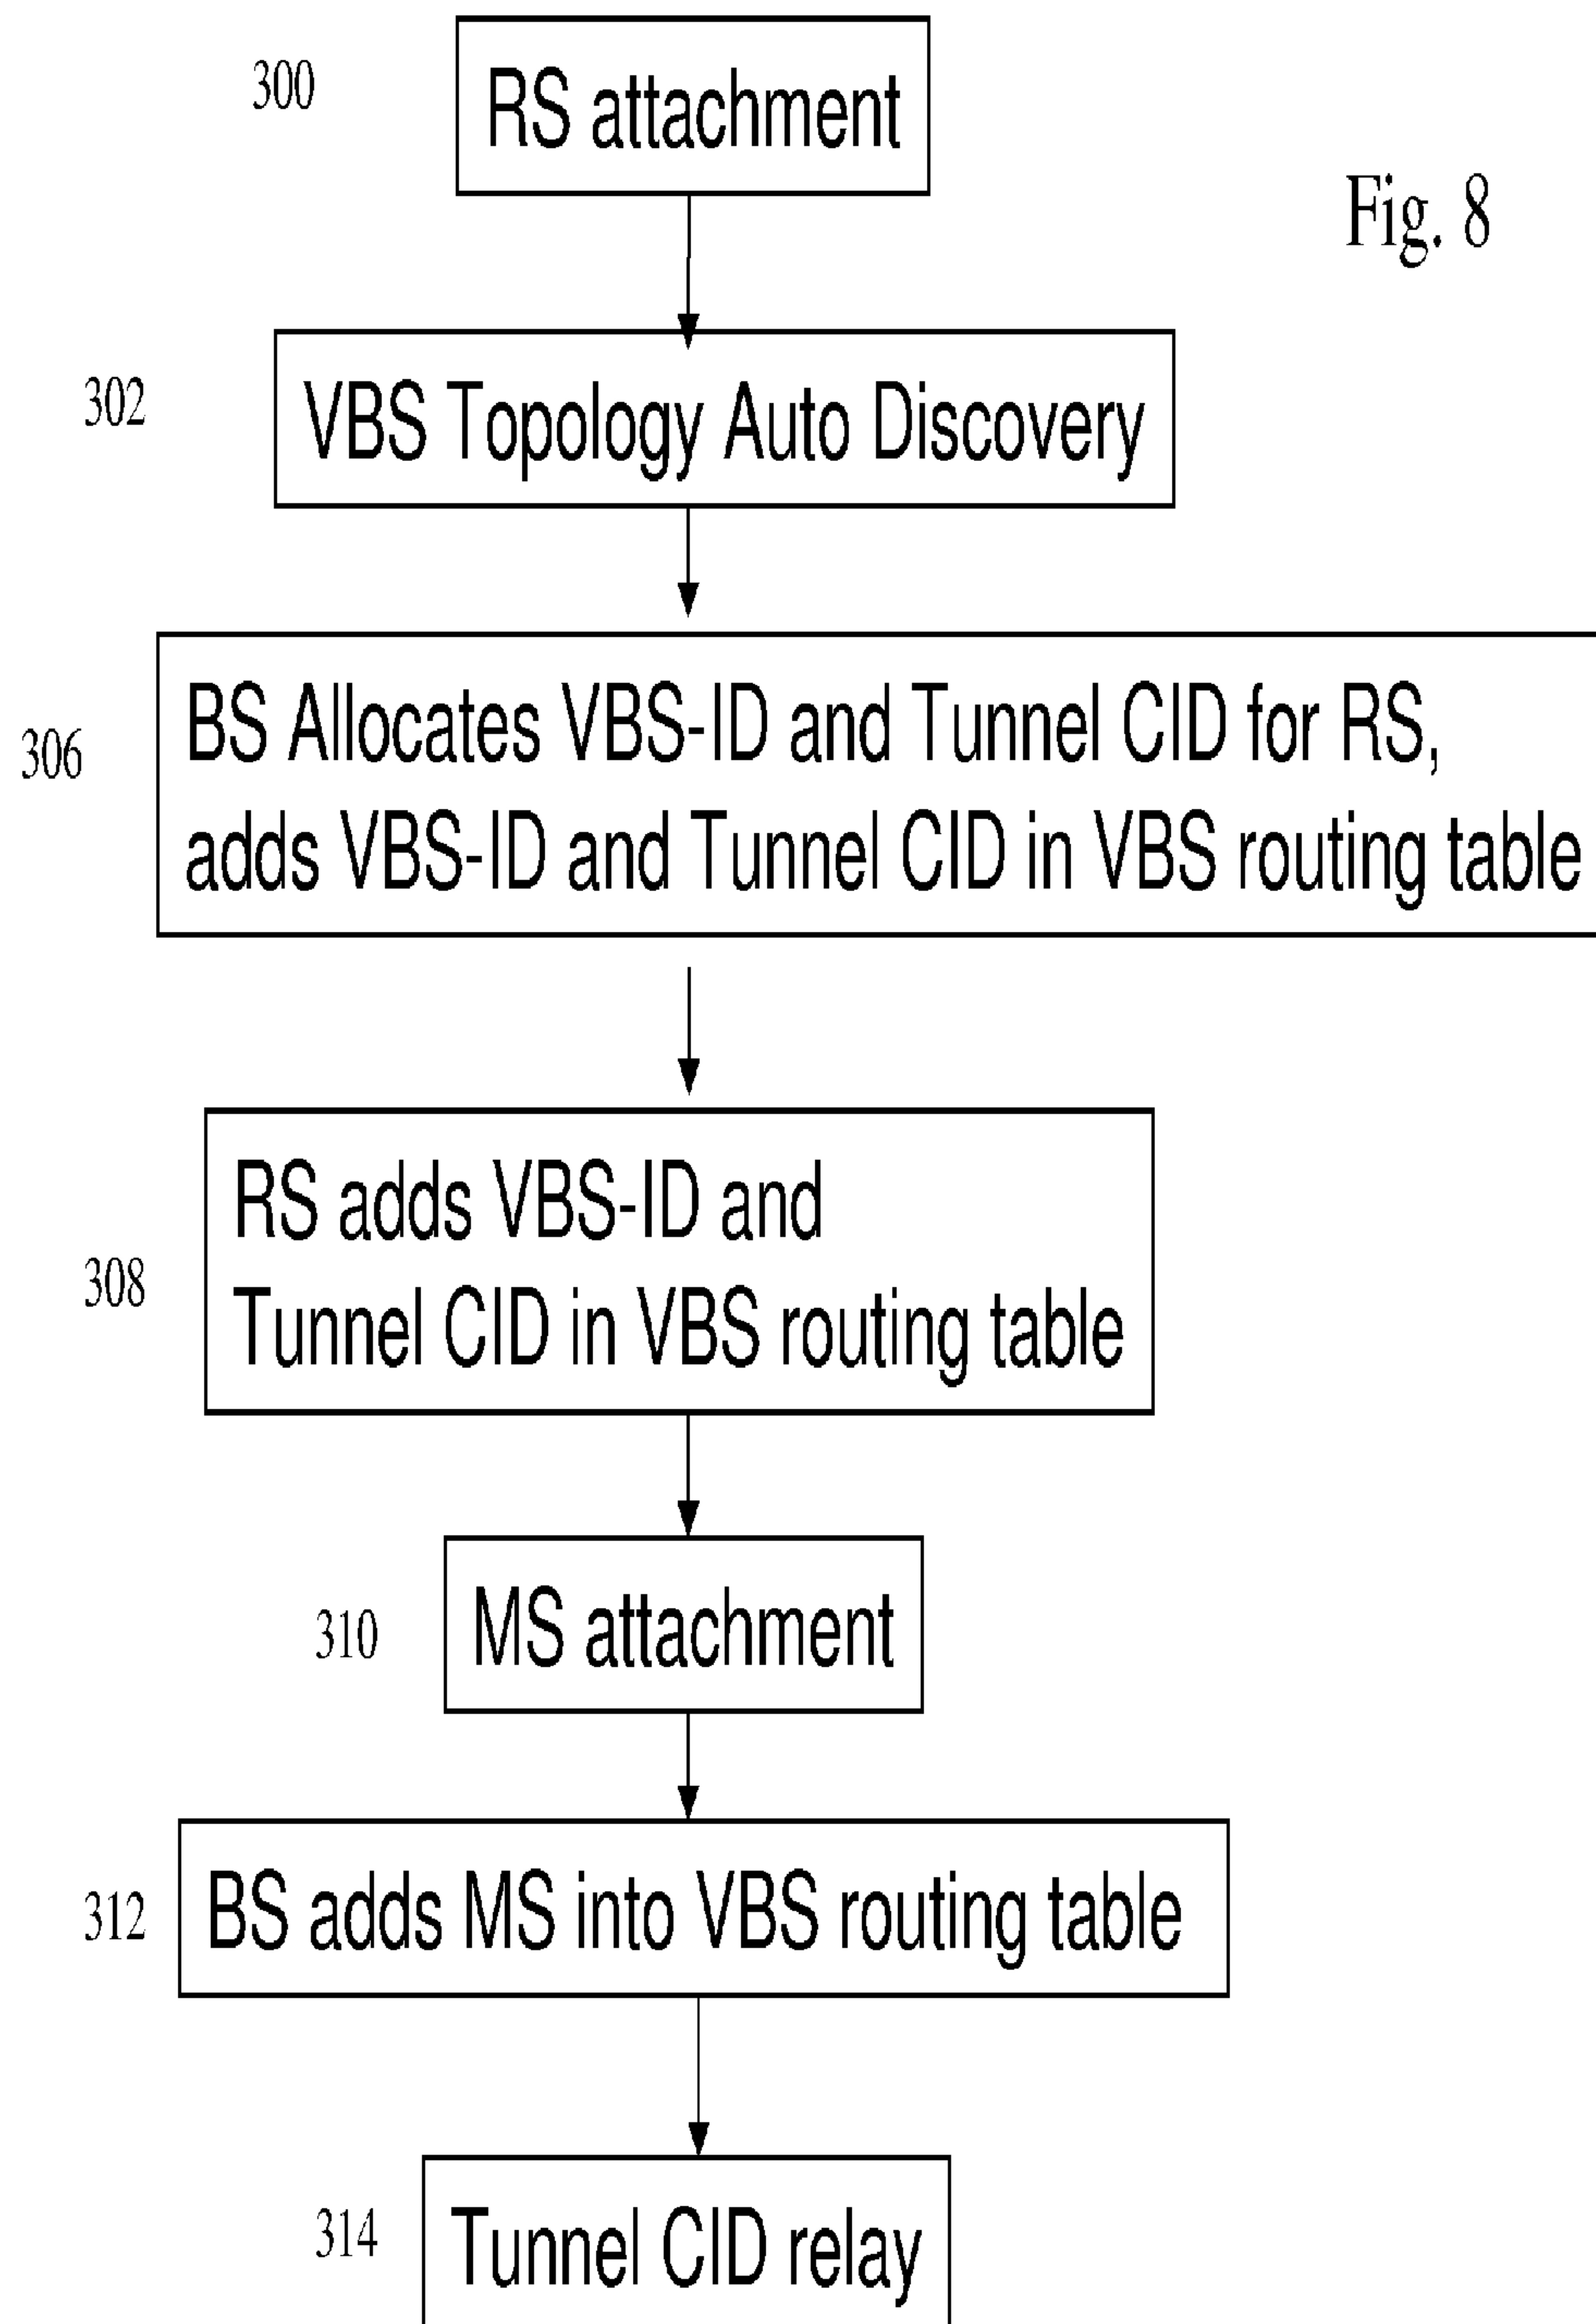 300
RS attachment
Fig. 8
302
VBS Topology Auto Discovery
306
BS Allocates VBS-ID and Tunnel CID for RS,
adds VBS-ID and Tunnel CID in VBS routing table
308
RS adds VBS-ID and
Tunnel CID in VBS routing table
310
MS attachment
312
BS adds MS into VBS routing table
314
Tunnel CID relay